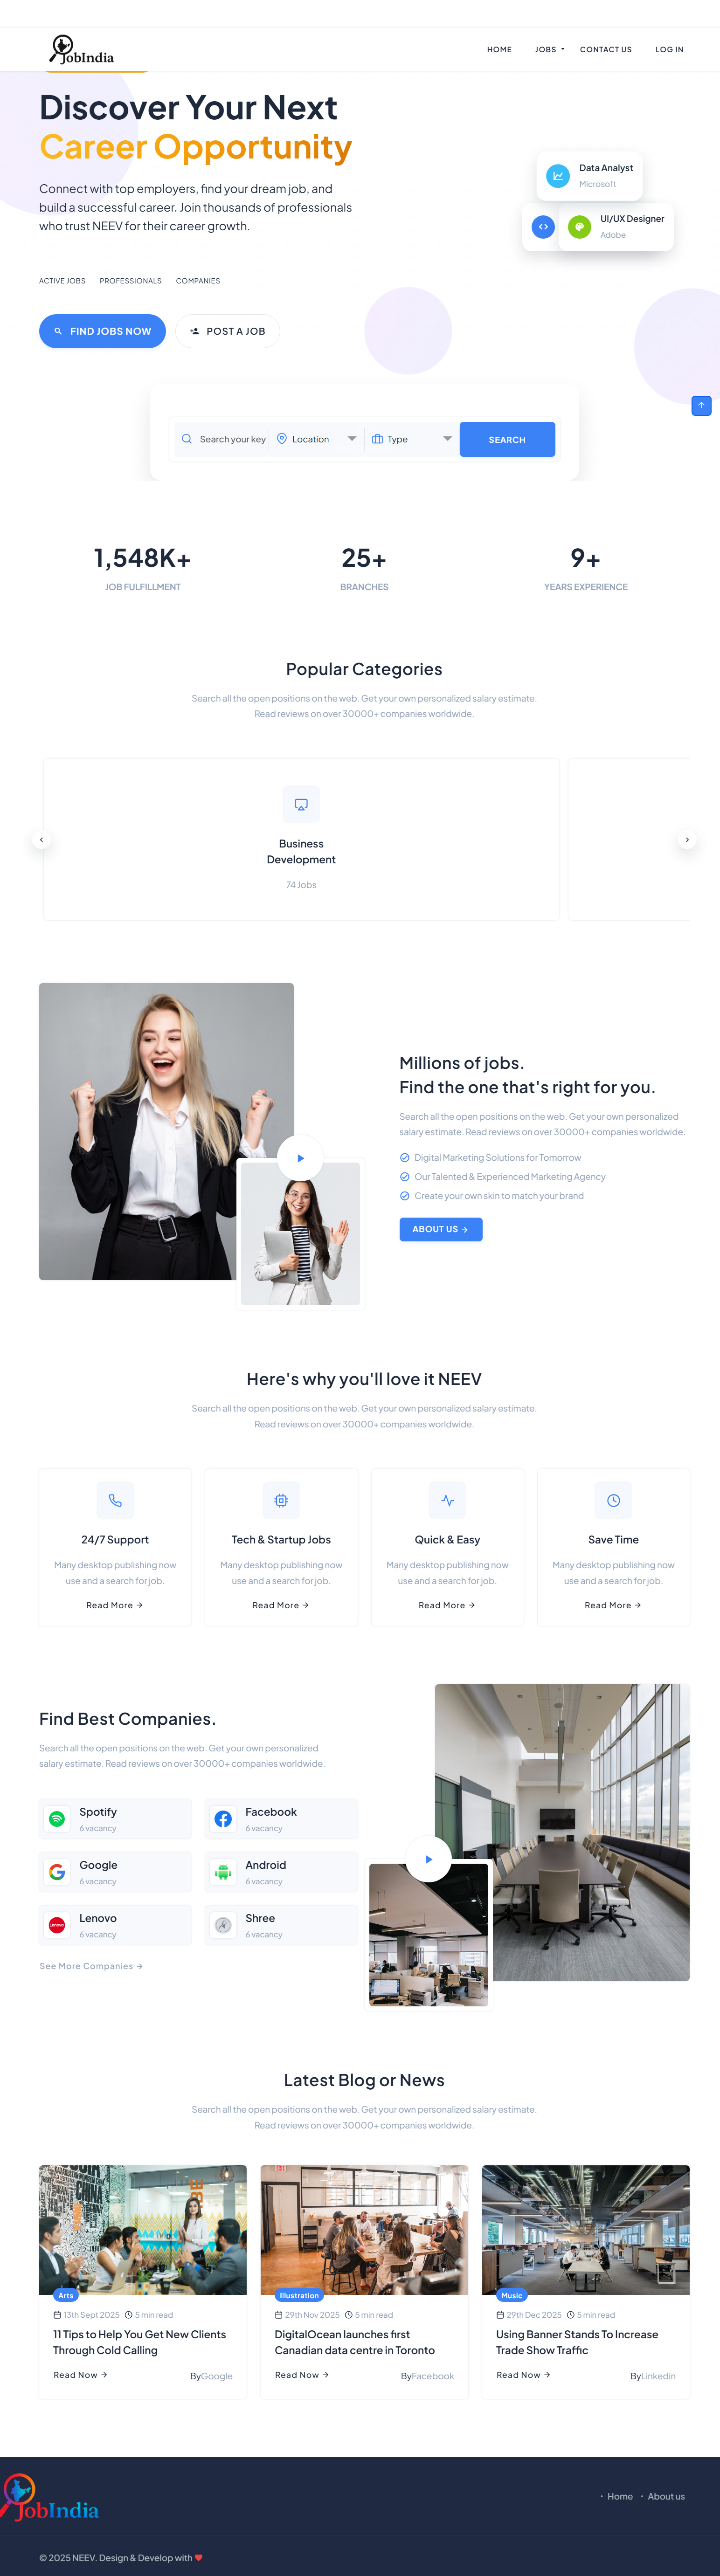 JobIndia
HOME JOBS CONTACT US LOG IN
Discover Your Next
Career Opportunity
Connect with top employers, find your dream job, and
build a successful career. Join thousands of professionals
who trust NEEV for their career growth.
Data Analyst
Microsoft
UI/UX Designer
Adobe
ACTIVE JOBS PROFESSIONALS COMPANIES
FIND JOBS NOW POST A JOB
Search your key Location Type SEARCH
1,548K+ 25+ 9+
JOB FULFILLMENT BRANCHES YEARS EXPERIENCE
Popular Categories
Search all the open positions on the web. Get your own personalized salary estimate.
Read reviews on over 30000+ companies worldwide.
Business
Development
74 Jobs
Millions of jobs.
Find the one that's right for you.
Search all the open positions on the web. Get your own personalized
salary estimate. Read reviews on over 30000+ companies worldwide.
Digital Marketing Solutions for Tomorrow
Our Talented & Experienced Marketing Agency
Create your own skin to match your brand
ABOUT US
Here's why you'll love it NEEV
Search all the open positions on the web. Get your own personalized salary estimate.
Read reviews on over 30000+ companies worldwide.
24/7 Support Tech & Startup Jobs Quick & Easy Save Time
Many desktop publishing now Many desktop publishing now Many desktop publishing now Many desktop publishing now
use and a search for job. use and a search for job. use and a search for job. use and a search for job.
Read More Read More Read More Read More
Find Best Companies.
Search all the open positions on the web. Get your own personalized
salary estimate. Read reviews on over 30000+ companies worldwide.
Spotify Facebook
6 vacancy 6 vacancy
Google Android
6 vacancy 6 vacancy
Lenovo Shree
6 vacancy 6 vacancy
See More Companies
Latest Blog or News
Search all the open positions on the web. Get your own personalized salary estimate.
Read reviews on over 30000+ companies worldwide.
Arts Illustration Music
13th Sept 2025 5 min read 29th Nov 2025 5 min read 29th Dec 2025 5 min read
11 Tips to Help You Get New Clients DigitalOcean launches first Using Banner Stands To Increase
Through Cold Calling Canadian data centre in Toronto Trade Show Traffic
Read Now ByGoogle Read Now ByFacebook Read Now ByLinkedin
JobIndia
Home About us
© 2025 NEEV. Design & Develop with